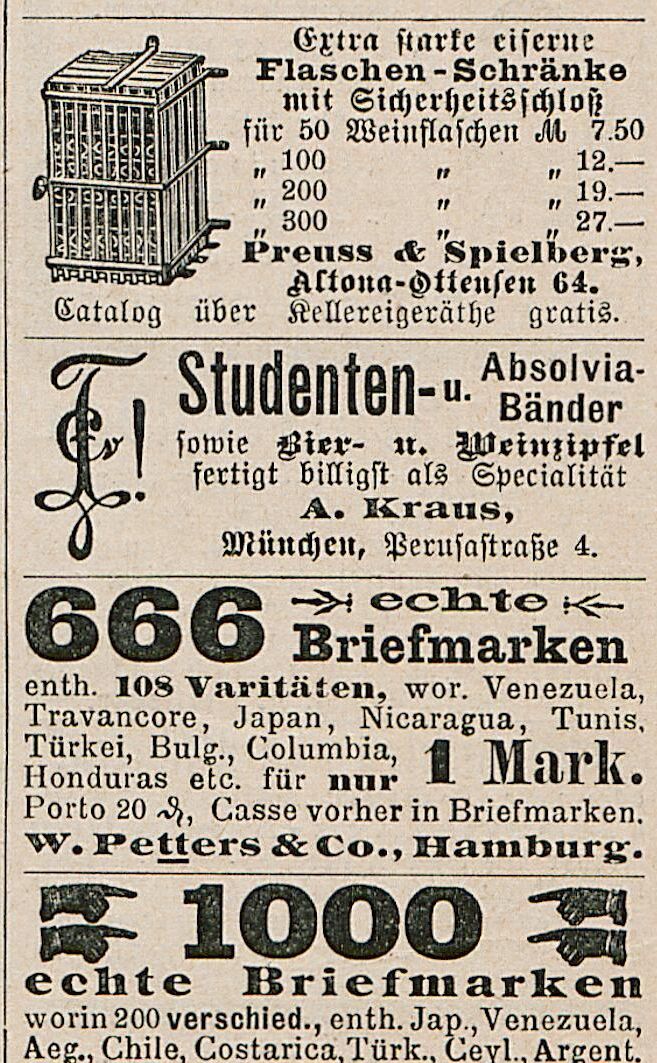 Extra starke eiserne
Flaschen-Schränke
mit Sicherheitsschloß
für 50 Weinflaschen M 7.50
„ 100 „ „ 12.—
„ 200 „ „ 19.—
„ 300 „ „ 27.—
Preuss & Spielberg,
Altona-Ottensen 64.
Catalog über Kellereigeräthe gratis.
Studenten- u. Absolvia-
Bänder
sowie Bier- u. Weinzipfel
fertigt billigst als Specialität
A. Kraus,
München, Perusastraße 4.
666 echte
Briefmarken
enth. 108 Varitäten, wor. Venezuela,
Travancore, Japan, Nicaragua, Tunis,
Türkei, Bulg., Columbia,
Honduras etc. für nur 1 Mark.
Porto 20 ₰, Casse vorher in Briefmarken.
W. Petters & Co., Hamburg.
1000
echte Briefmarken
worin 200 verschied., enth. Jap., Venezuela,
Aeg., Chile, Costarica, Türk., Ceyl., Argent.